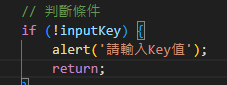 // 判斷條件
if (!inputKey) {
alert('請輸入Key值');
return;